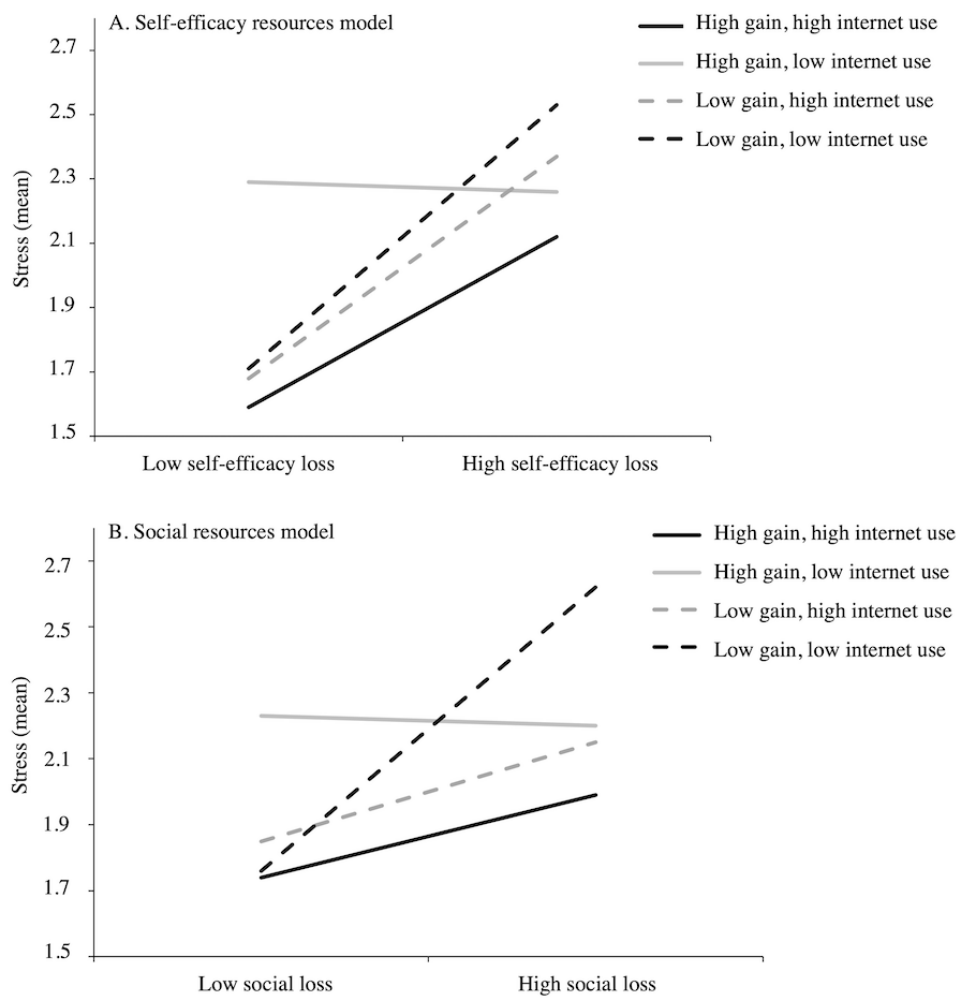 A. Self-efficacy resources model
High gain, high internet use
High gain, low internet use
Low gain, high internet use
Low gain, low internet use
2.7
2.5
2.3
2.1
1.9
1.7
1.5
Stress (mean)
Low self-efficacy loss
High self-efficacy loss
B. Social resources model
High gain, high internet use
High gain, low internet use
Low gain, high internet use
Low gain, low internet use
2.7
2.5
2.3
2.1
1.9
1.7
1.5
Stress (mean)
Low social loss
High social loss